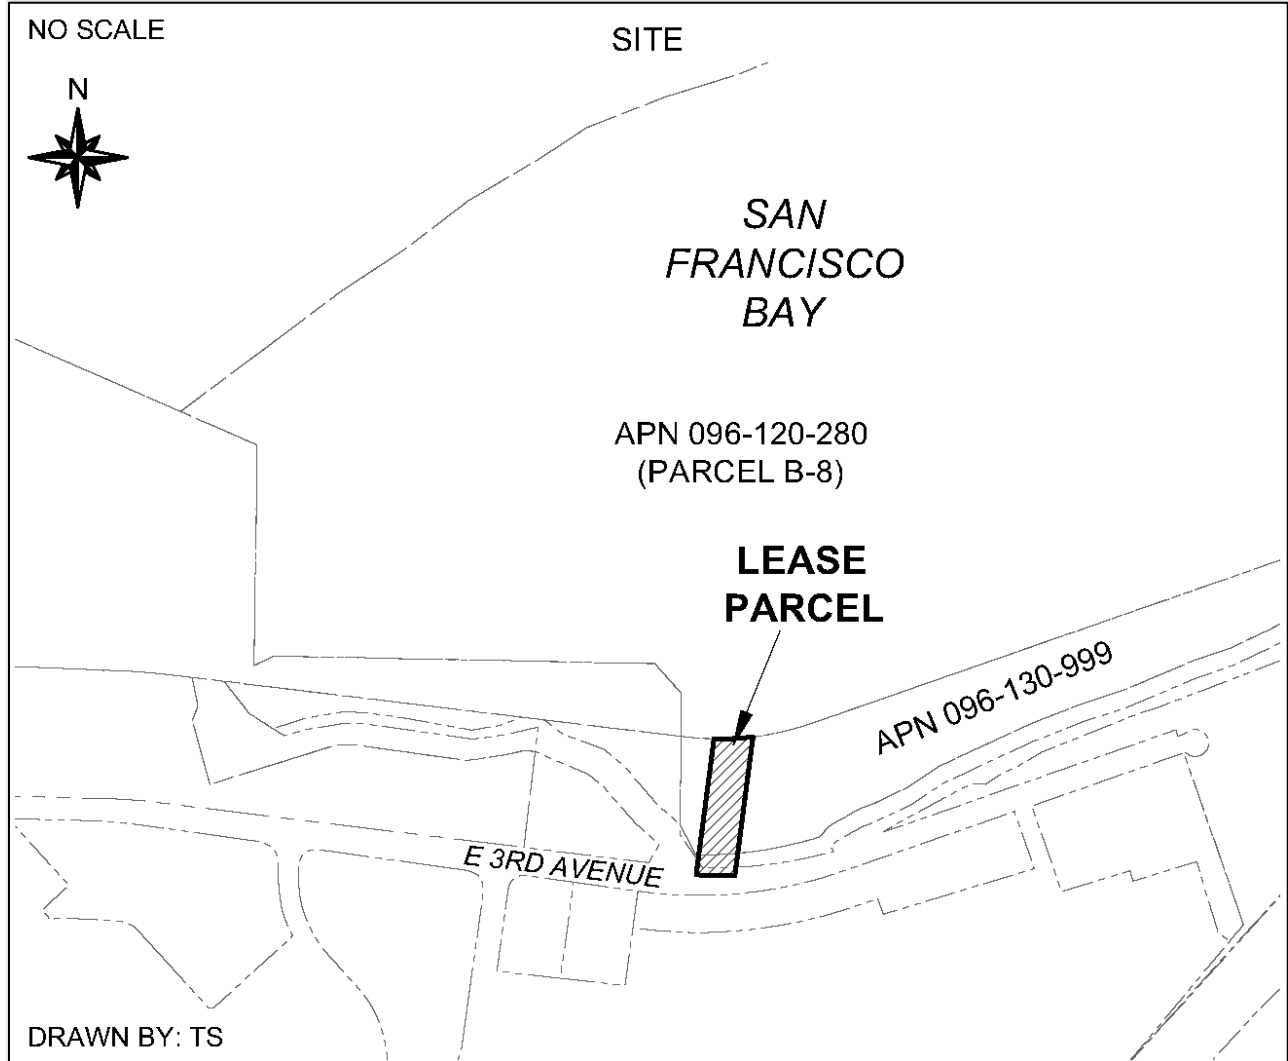 NO SCALE
SITE
N
SAN
FRANCISCO
BAY
APN 096-120-280
(PARCEL B-8)
LEASE
PARCEL
APN 096-130-999
E 3RD AVENUE
DRAWN BY: TS